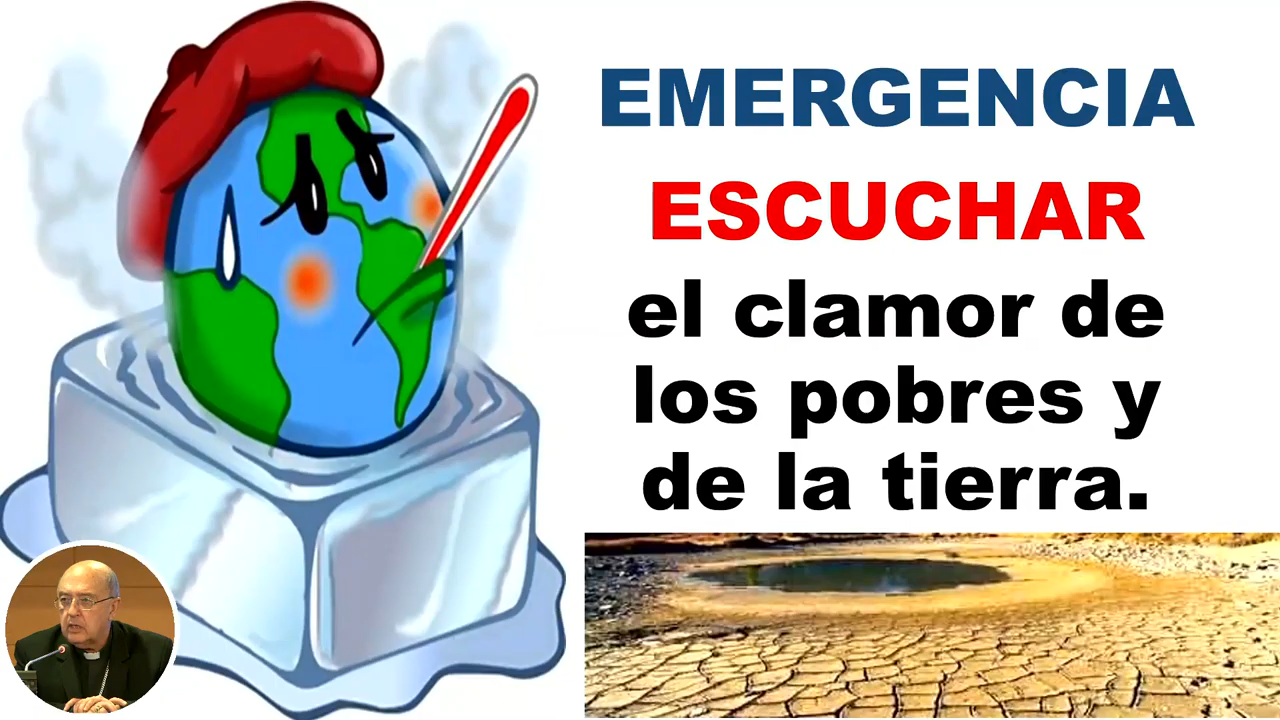 EMERGENCIA
ESCUCHAR
el clamor de
los pobres y
de la tierra.